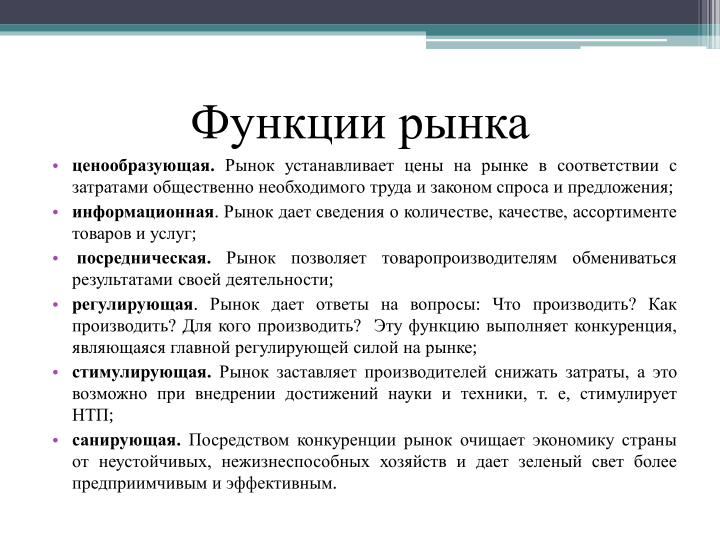 Функции рынка
• ценообразующая. Рынок устанавливает цены на рынке в соответствии с
затратами общественно необходимого труда и законом спроса и предложения;
• информационная. Рынок дает сведения о количестве, качестве, ассортименте
товаров и услуг;
• посредническая. Рынок позволяет товаропроизводителям обмениваться
результатами своей деятельности;
• регулирующая. Рынок дает ответы на вопросы: Что производить? Как
производить? Для кого производить? Эту функцию выполняет конкуренция,
являющаяся главной регулирующей силой на рынке;
• стимулирующая. Рынок заставляет производителей снижать затраты, а это
возможно при внедрении достижений науки и техники, т. е, стимулирует
НТП;
• санирующая. Посредством конкуренции рынок очищает экономику страны
от неустойчивых, нежизнеспособных хозяйств и дает зеленый свет более
предприимчивым и эффективным.